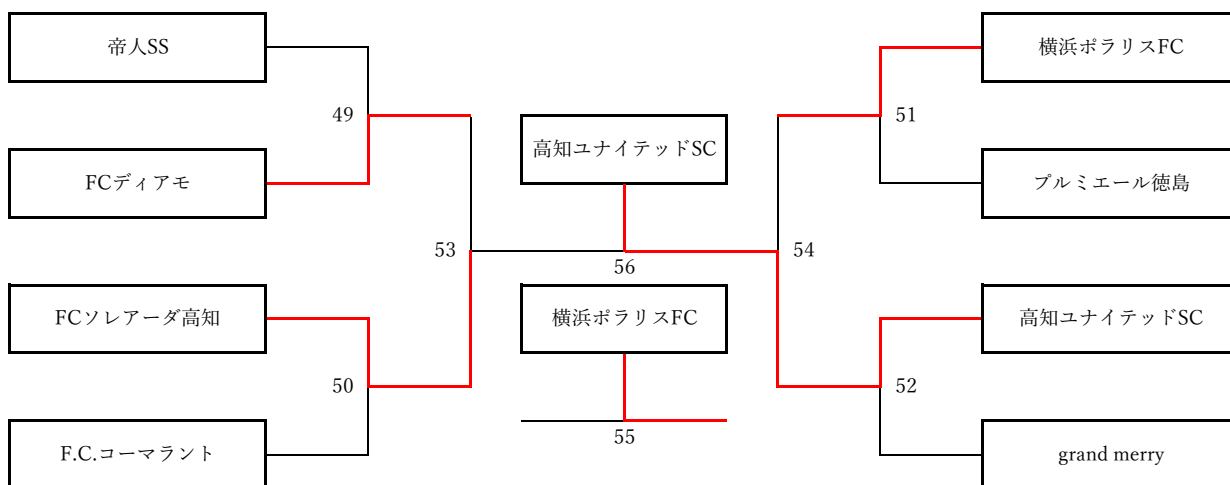 帝人SS
横浜ポラリスFC
49
51
高知ユナイテッドSC
FCディアモ
プルミエール徳島
53
54
56
FCソレアーダ高知
横浜ポラリスFC
高知ユナイテッドSC
50
52
55
F.C.コーマラント
grand merry